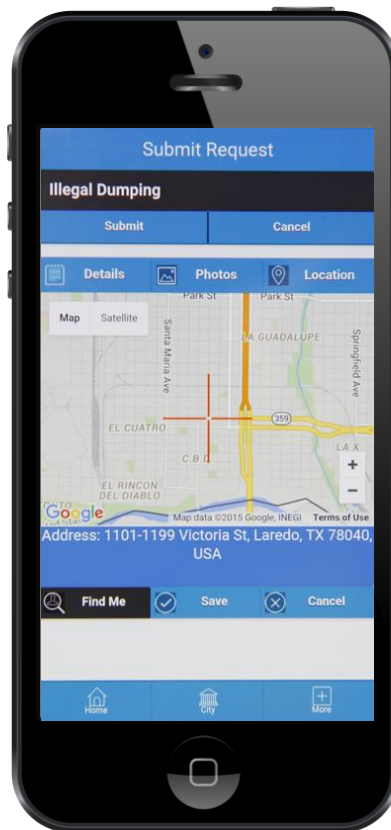 Submit Request
Illegal Dumping
Submit Cancel
Details Photos Location
Park St Park St
Map Satellite
Santa Maria Ave
LA GUADALUPE
Springfield Ave
359
EL CUATRO
LA X
C.B.D.
+
EL RINCON
DEL DIABLO
−
Google
Map data ©2015 Google, INEGI Terms of Use
Address: 1101-1199 Victoria St, Laredo, TX 78040,
USA
Find Me Save Cancel
Home City More